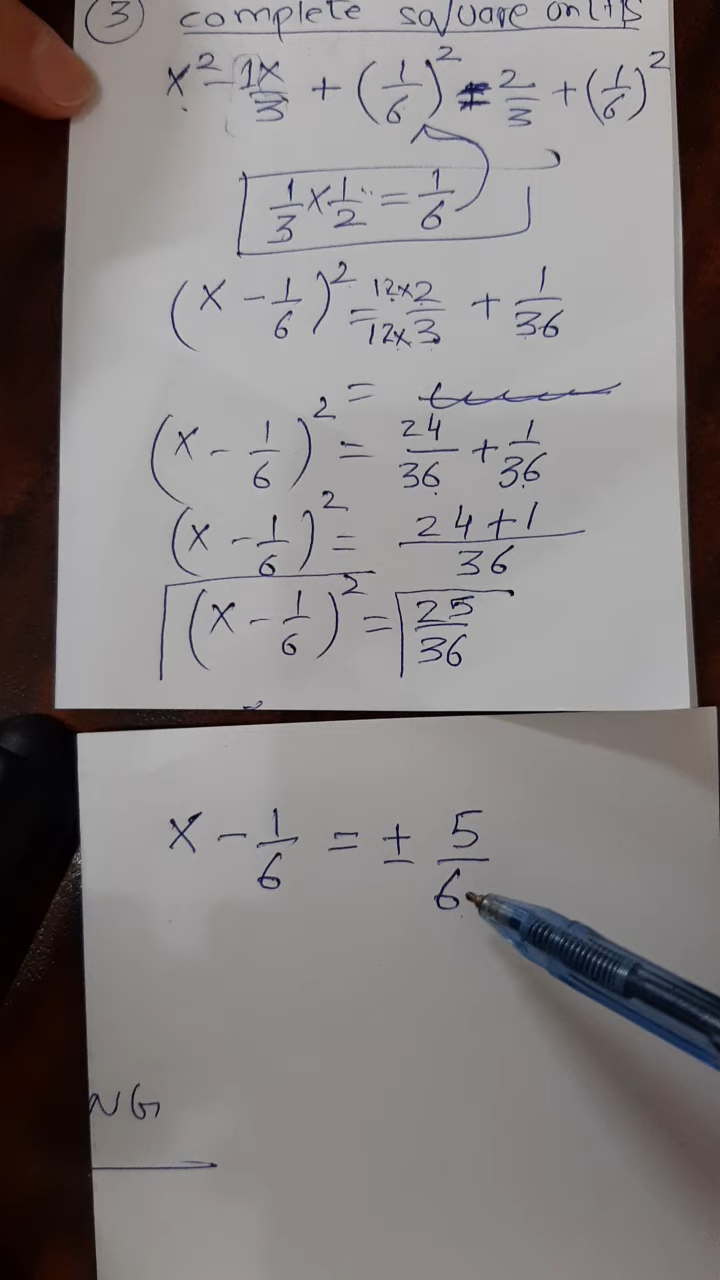 ③ complete square on LHS
x² - 1x/3 + (1/6)² = 2/3 + (1/6)²
1/3 × 1/2 = 1/6
(x - 1/6)² = 12×2/12×3 + 1/36
=
(x - 1/6)² = 24/36 + 1/36
(x - 1/6)² = 24+1/36
(x - 1/6)² = 25/36
x - 1/6 = ± 5/6
NG